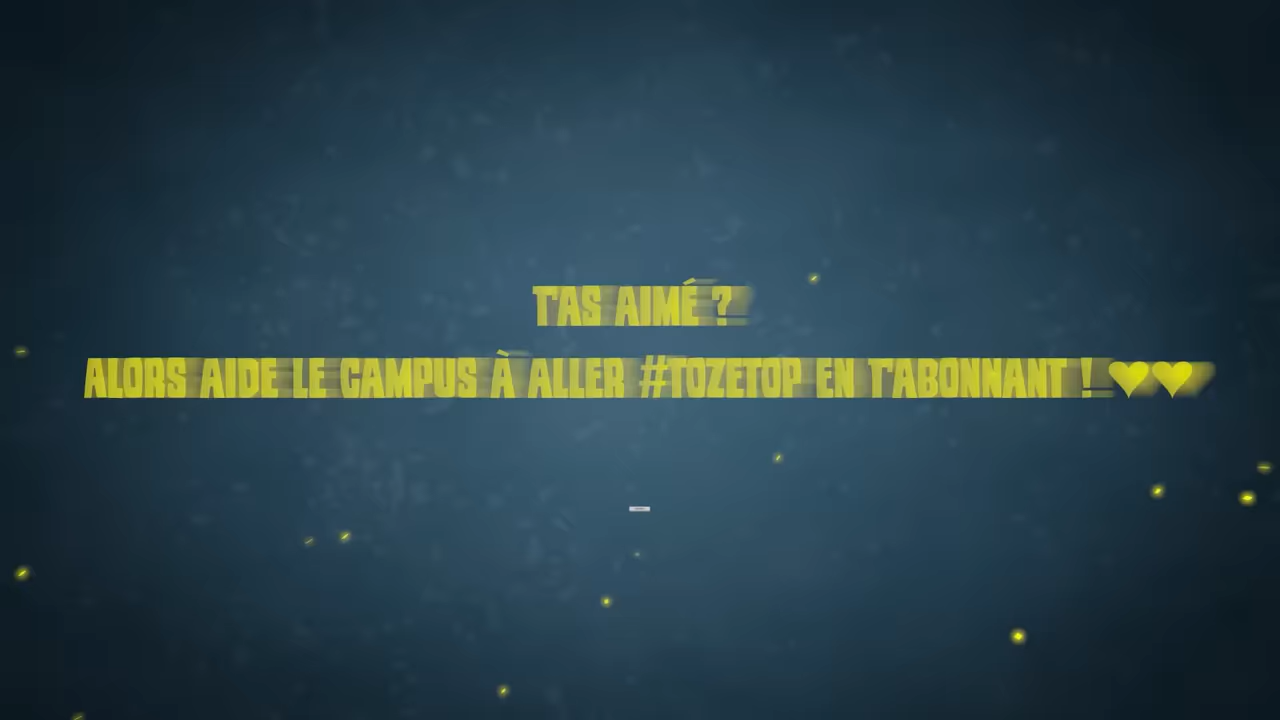 T'AS AIMÉ ?
ALORS AIDE LE CAMPUS À ALLER #TOZETOP EN T'ABONNANT ! ♥♥